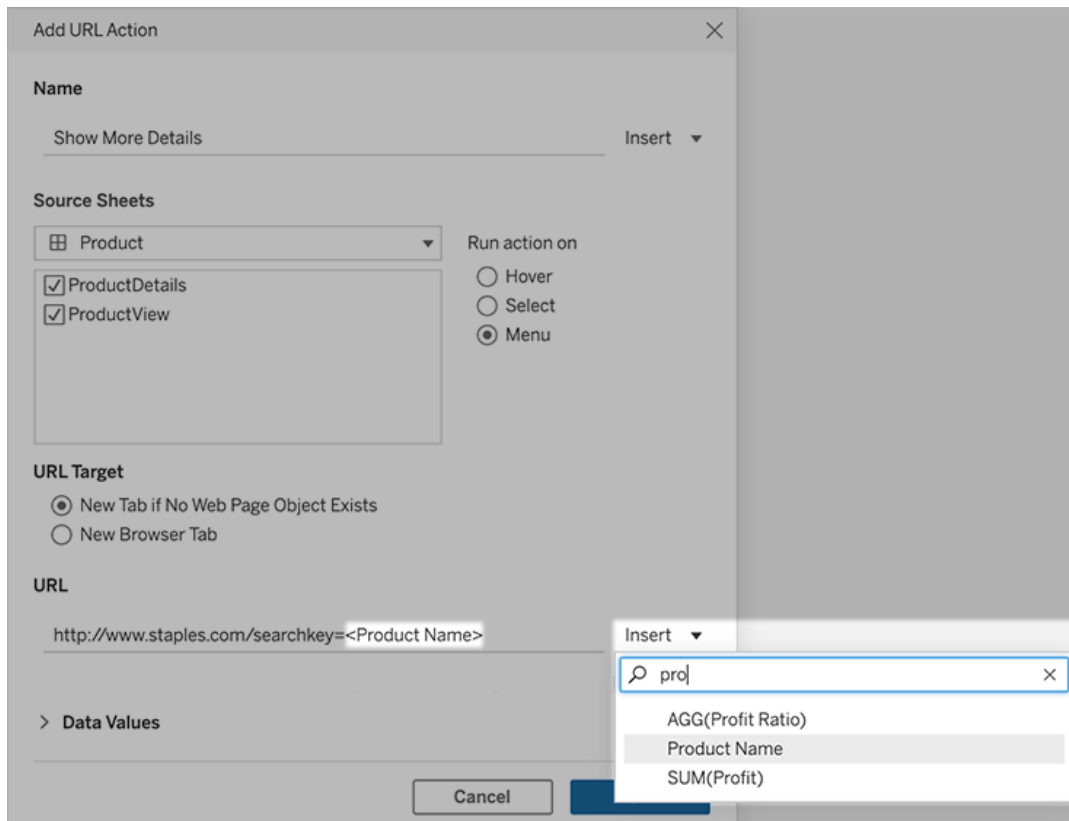 Add URL Action
Name
Show More Details
Insert
Source Sheets
Product
Run action on
ProductDetails
Hover
ProductView
Select
Menu
URL Target
New Tab if No Web Page Object Exists
New Browser Tab
URL
http://www.staples.com/searchkey=<Product Name>
Insert
pro
Data Values
AGG(Profit Ratio)
Product Name
SUM(Profit)
Cancel